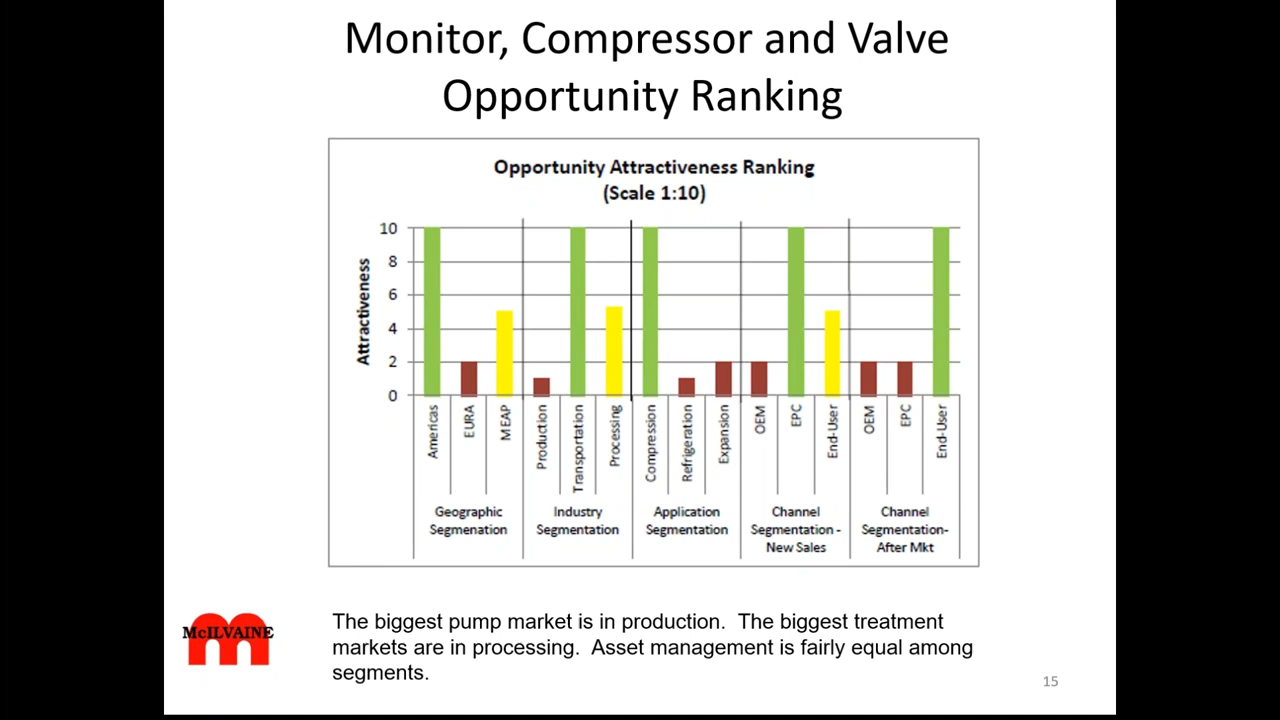 Monitor, Compressor and Valve
Opportunity Ranking
Opportunity Attractiveness Ranking
(Scale 1:10)
Attractiveness
10
8
6
4
2
0
Americas
EURA
MEAP
Production
Transportation
Processing
Compression
Refrigeration
Expansion
OEM
EPC
End-User
OEM
EPC
End-User
Geographic
Segmenation
Industry
Segmentation
Application
Segmentation
Channel
Segmentation -
New Sales
Channel
Segmentation-
After Mkt
McILVAINE
The biggest pump market is in production. The biggest treatment
markets are in processing. Asset management is fairly equal among
segments.
15